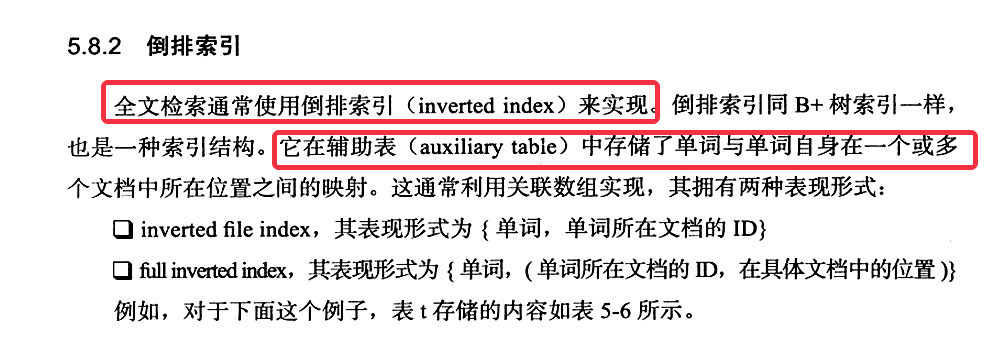 5.8.2 倒排索引
全文检索通常使用倒排索引（inverted index）来实现。倒排索引同 B+ 树索引一样，
也是一种索引结构。它在辅助表（auxiliary table）中存储了单词与单词自身在一个或多
个文档中所在位置之间的映射。这通常利用关联数组实现，其拥有两种表现形式：
❑ inverted file index，其表现形式为 { 单词，单词所在文档的 ID}
❑ full inverted index，其表现形式为 { 单词，( 单词所在文档的 ID，在具体文档中的位置 )}
例如，对于下面这个例子，表 t 存储的内容如表 5-6 所示。